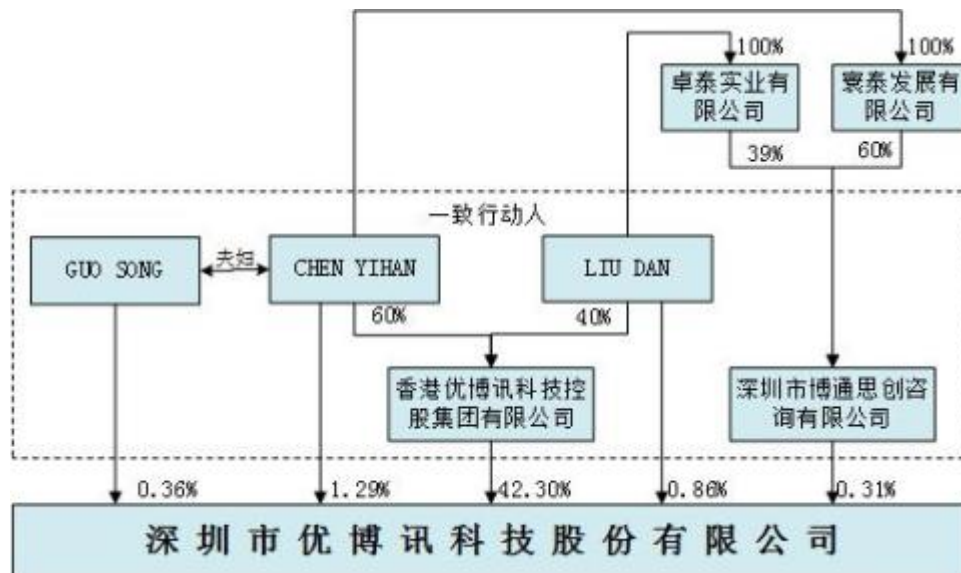 100%
100%
卓泰实业有
限公司
寰泰发展有
限公司
39%
60%
一致行动人
GUO SONG
夫妇
CHEN YIHAN
LIU DAN
60%
40%
香港优博讯科技控
股集团有限公司
深圳市博通思创咨
询有限公司
0.36%
1.29%
42.30%
0.86%
0.31%
深圳市优博讯科技股份有限公司